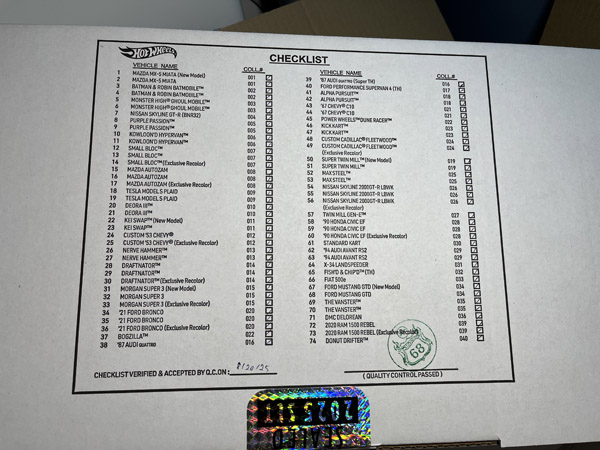 Hot Wheels
CHECKLIST
VEHICLE NAME COLL.#
1 MAZDA MX-5 MIATA (New Model) 001
2 MAZDA MX-5 MIATA 001
3 BATMAN & ROBIN BATMOBILE™ 002
4 BATMAN & ROBIN BATMOBILE™ 002
5 MONSTER HIGH® GHOUL MOBILE™ 003
6 MONSTER HIGH® GHOUL MOBILE™ 003
7 NISSAN SKYLINE GT-R (BNR32) 004
8 PURPLE PASSION™ 005
9 PURPLE PASSION™ 005
10 KOWLOON'D HYPERVAN™ 006
11 KOWLOON'D HYPERVAN™ 006
12 SMALL BLOC™ 007
13 SMALL BLOC™ 007
14 SMALL BLOC™ (Exclusive Recolor) 007
15 MAZDA AUTOZAM 008
16 MAZDA AUTOZAM 008
17 MAZDA AUTOZAM (Exclusive Recolor) 008
18 TESLA MODEL S PLAID 009
19 TESLA MODEL S PLAID 009
20 DEORA III™ 010
21 DEORA III™ 010
22 KEI SWAP™ (New Model) 011
23 KEI SWAP™ 011
24 CUSTOM '53 CHEVY® 012
25 CUSTOM '53 CHEVY® (Exclusive Recolor) 012
26 NERVE HAMMER™ 013
27 NERVE HAMMER™ 013
28 DRAFTNATOR™ 014
29 DRAFTNATOR™ 014
30 DRAFTNATOR™ (Exclusive Recolor) 014
31 MORGAN SUPER 3 (New Model) 015
32 MORGAN SUPER 3 015
33 MORGAN SUPER 3 (Exclusive Recolor) 015
34 '21 FORD BRONCO
35 '21 FORD BRONCO
36 '21 FORD BRONCO (Exclusive Recolor)
37 BOGZILLA™ 022
38 '87 AUDI QUATTRO 016
VEHICLE NAME COLL.#
39 '87 AUDI QUATTRO (Super TH) 016
40 FORD PERFORMANCE SUPERVAN 4 (TH) 017
41 ALPHA PURSUIT™ 018
42 ALPHA PURSUIT™ 018
43 '67 CHEVY® C10 021
44 '67 CHEVY® C10 021
45 POWER WHEELS™ DUNE RACER™ 022
46 KICK KART™ 023
47 KICK KART™ 023
48 CUSTOM CADILLAC® FLEETWOOD™ 024
49 CUSTOM CADILLAC® FLEETWOOD™ 024
(Exclusive Recolor)
50 SUPER TWIN MILL™ (New Model) 019
51 SUPER TWIN MILL™ 019
52 MAX STEEL™ 025
53 MAX STEEL™ 025
54 NISSAN SKYLINE 2000GT-R LBWK 026
55 NISSAN SKYLINE 2000GT-R LBWK 026
56 NISSAN SKYLINE 2000GT-R LBWK 026
(Exclusive Recolor)
57 TWIN MILL GEN-E™ 027
58 '90 HONDA CIVIC EF 028
59 '90 HONDA CIVIC EF 028
60 '90 HONDA CIVIC EF (Exclusive Recolor) 028
61 STANDARD KART 029
62 '94 AUDI AVANT RS2 030
63 '94 AUDI AVANT RS2 030
64 X-34 LANDSPEEDER 031
65 FISH'D & CHIP'D™ (TH) 032
66 FIAT 500e 033
67 FORD MUSTANG GTD (New Model) 034
68 FORD MUSTANG GTD 034
69 THE VANSTER™ 035
70 THE VANSTER™ 035
71 DMC DELOREAN 036
72 2020 RAM 1500 REBEL 039
73 2020 RAM 1500 REBEL (Exclusive Recolor) 039
74 DONUT DRIFTER™ 040
68
CHECKLIST VERIFIED & ACCEPTED BY Q.C. ON :
( QUALITY CONTROL PASSED )
SEALED